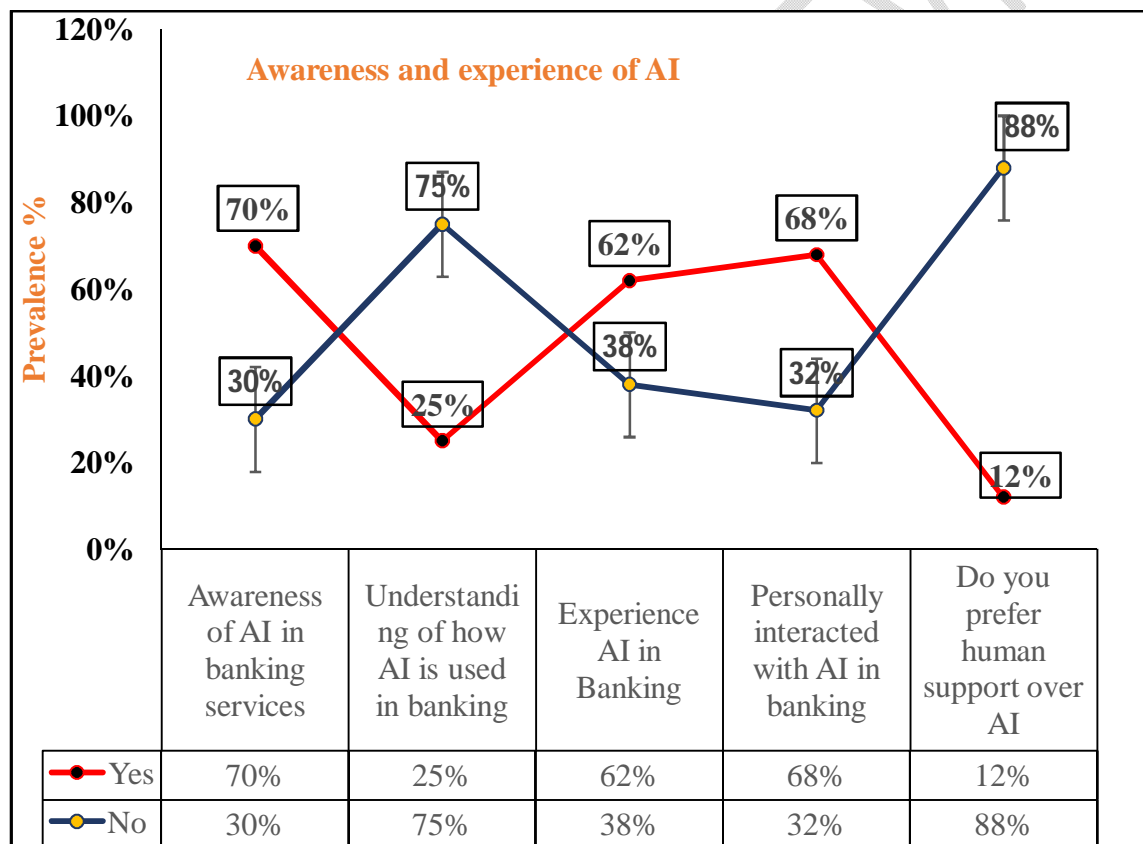 120%
Awareness and experience of AI
100%
80%
60%
40%
20%
0%
Prevalence %
70%
30%
75%
25%
62%
38%
68%
32%
88%
12%
Awareness
of AI in
banking
services
Understandi
ng of how
AI is used
in banking
Experience
AI in
Banking
Personally
interacted
with AI in
banking
Do you
prefer
human
support over
AI
Yes 70% 25% 62% 68% 12%
No 30% 75% 38% 32% 88%